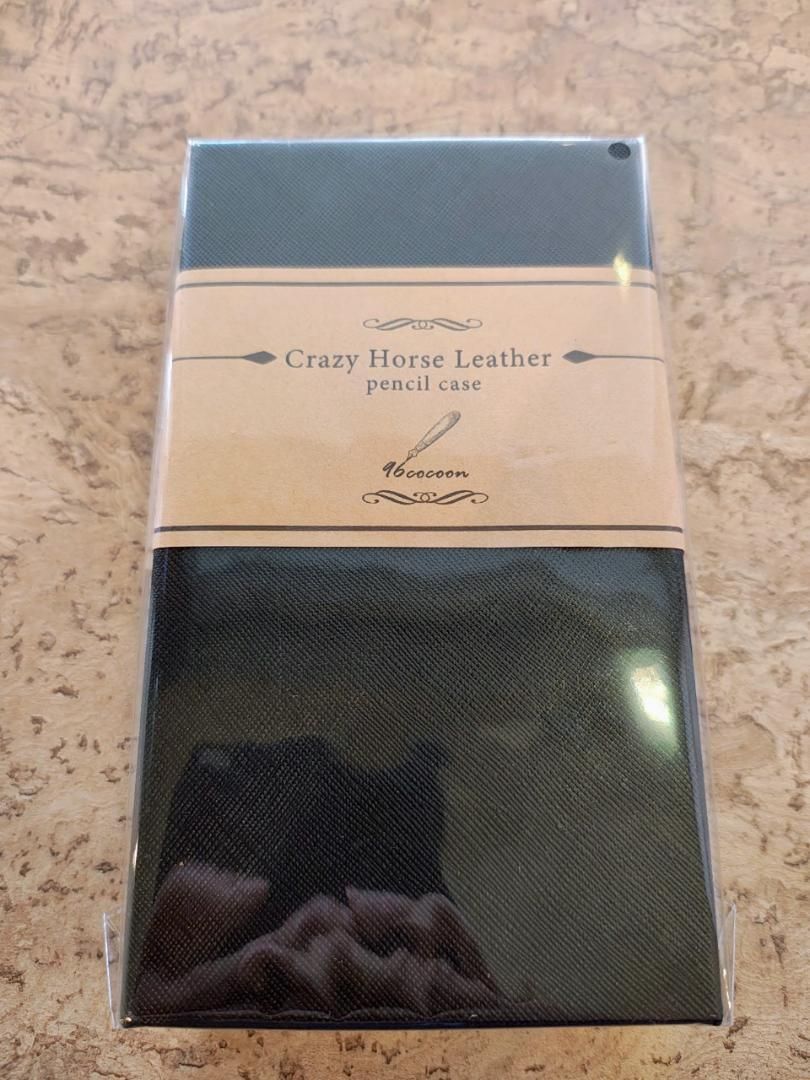 Crazy Horse Leather
pencil case
96cocoon